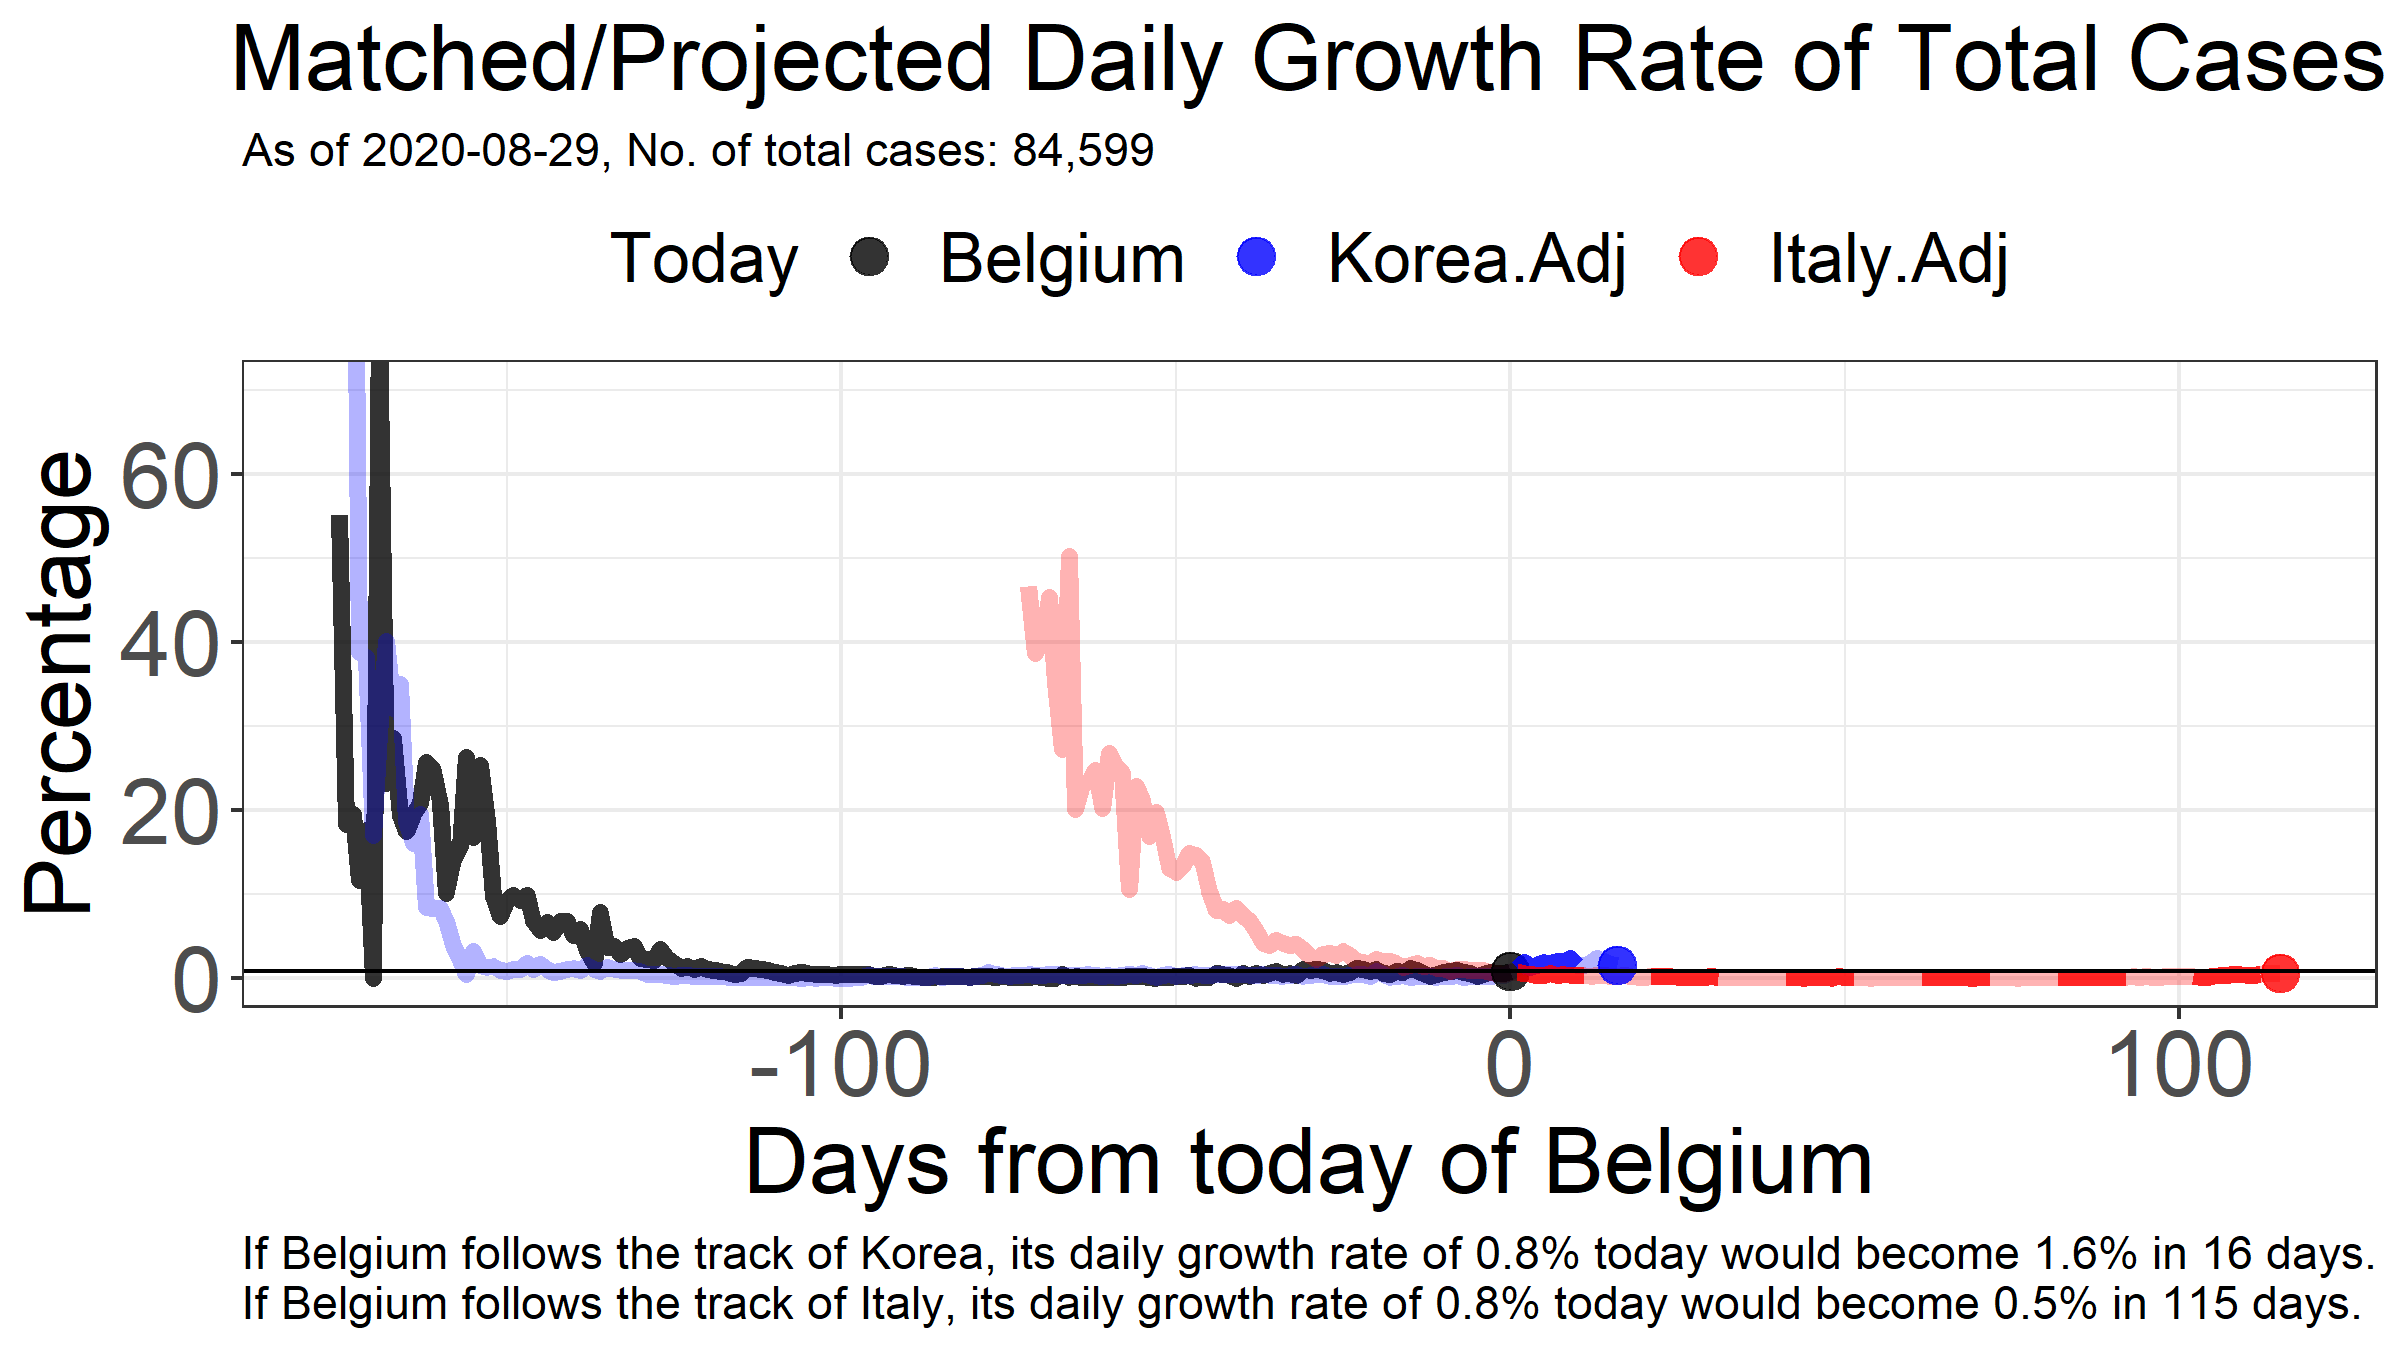 Matched/Projected Daily Growth Rate of Total Cases
As of 2020-08-29, No. of total cases: 84,599
Today Belgium Korea.Adj Italy.Adj
Percentage
60
40
20
0
-100 0 100
Days from today of Belgium
If Belgium follows the track of Korea, its daily growth rate of 0.8% today would become 1.6% in 16 days.
If Belgium follows the track of Italy, its daily growth rate of 0.8% today would become 0.5% in 115 days.